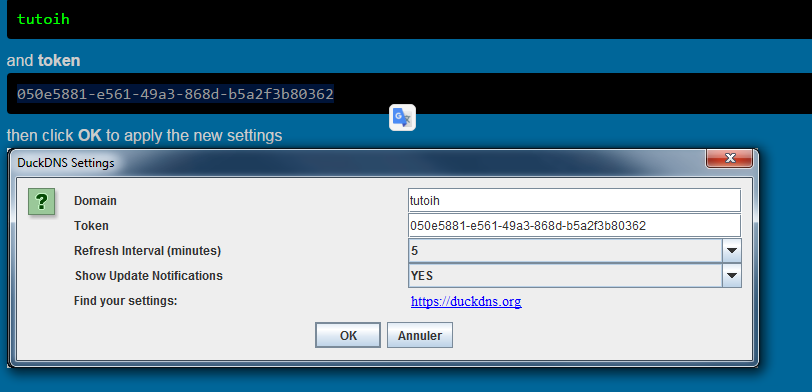 tutoih
and token
050e5881-e561-49a3-868d-b5a2f3b80362
then click OK to apply the new settings
DuckDNS Settings
Domain tutoih
Token 050e5881-e561-49a3-868d-b5a2f3b80362
Refresh Interval (minutes) 5
Show Update Notifications YES
Find your settings: https://duckdns.org
OK Annuler